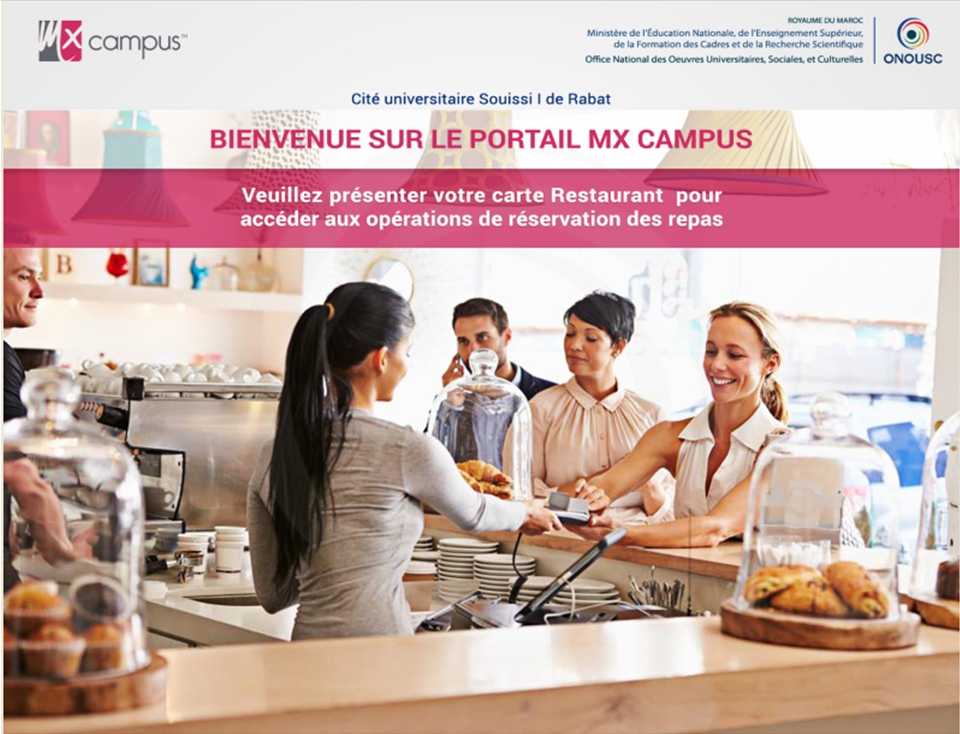 Mx campus™
ROYAUME DU MAROC
Ministère de l'Éducation Nationale, de l'Enseignement Supérieur,
de la Formation des Cadres et de la Recherche Scientifique
Office National des Oeuvres Universitaires, Sociales, et Culturelles
ONOUSC
Cité universitaire Souissi I de Rabat
BIENVENUE SUR LE PORTAIL MX CAMPUS
Veuillez présenter votre carte Restaurant pour
accéder aux opérations de réservation des repas
B